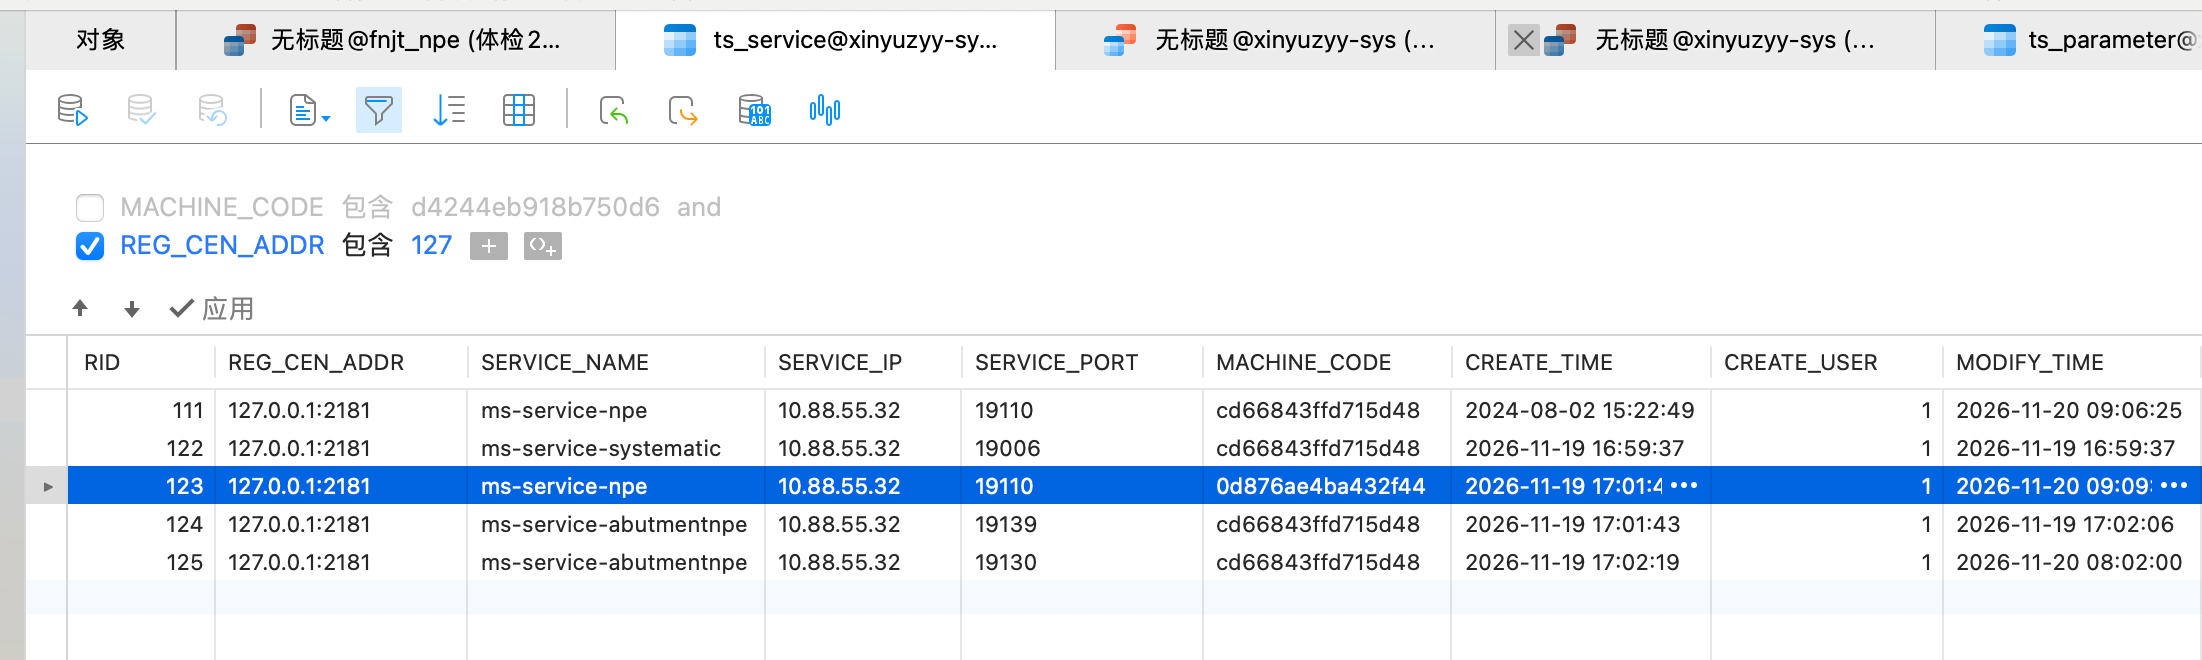 对象 无标题@fnjt_npe (体检2... ts_service@xinyuzyy-sy... 无标题@xinyuzyy-sys (... 无标题@xinyuzyy-sys (... ts_parameter@
MACHINE_CODE 包含 d4244eb918b750d6 and
REG_CEN_ADDR 包含 127
应用
RID REG_CEN_ADDR SERVICE_NAME SERVICE_IP SERVICE_PORT MACHINE_CODE CREATE_TIME CREATE_USER MODIFY_TIME
111 127.0.0.1:2181 ms-service-npe 10.88.55.32 19110 cd66843ffd715d48 2024-08-02 15:22:49 1 2026-11-20 09:06:25
122 127.0.0.1:2181 ms-service-systematic 10.88.55.32 19006 cd66843ffd715d48 2026-11-19 16:59:37 1 2026-11-19 16:59:37
123 127.0.0.1:2181 ms-service-npe 10.88.55.32 19110 0d876ae4ba432f44 2026-11-19 17:01:4 ••• 1 2026-11-20 09:09: •••
124 127.0.0.1:2181 ms-service-abutmentnpe 10.88.55.32 19139 cd66843ffd715d48 2026-11-19 17:01:43 1 2026-11-19 17:02:06
125 127.0.0.1:2181 ms-service-abutmentnpe 10.88.55.32 19130 cd66843ffd715d48 2026-11-19 17:02:19 1 2026-11-20 08:02:00